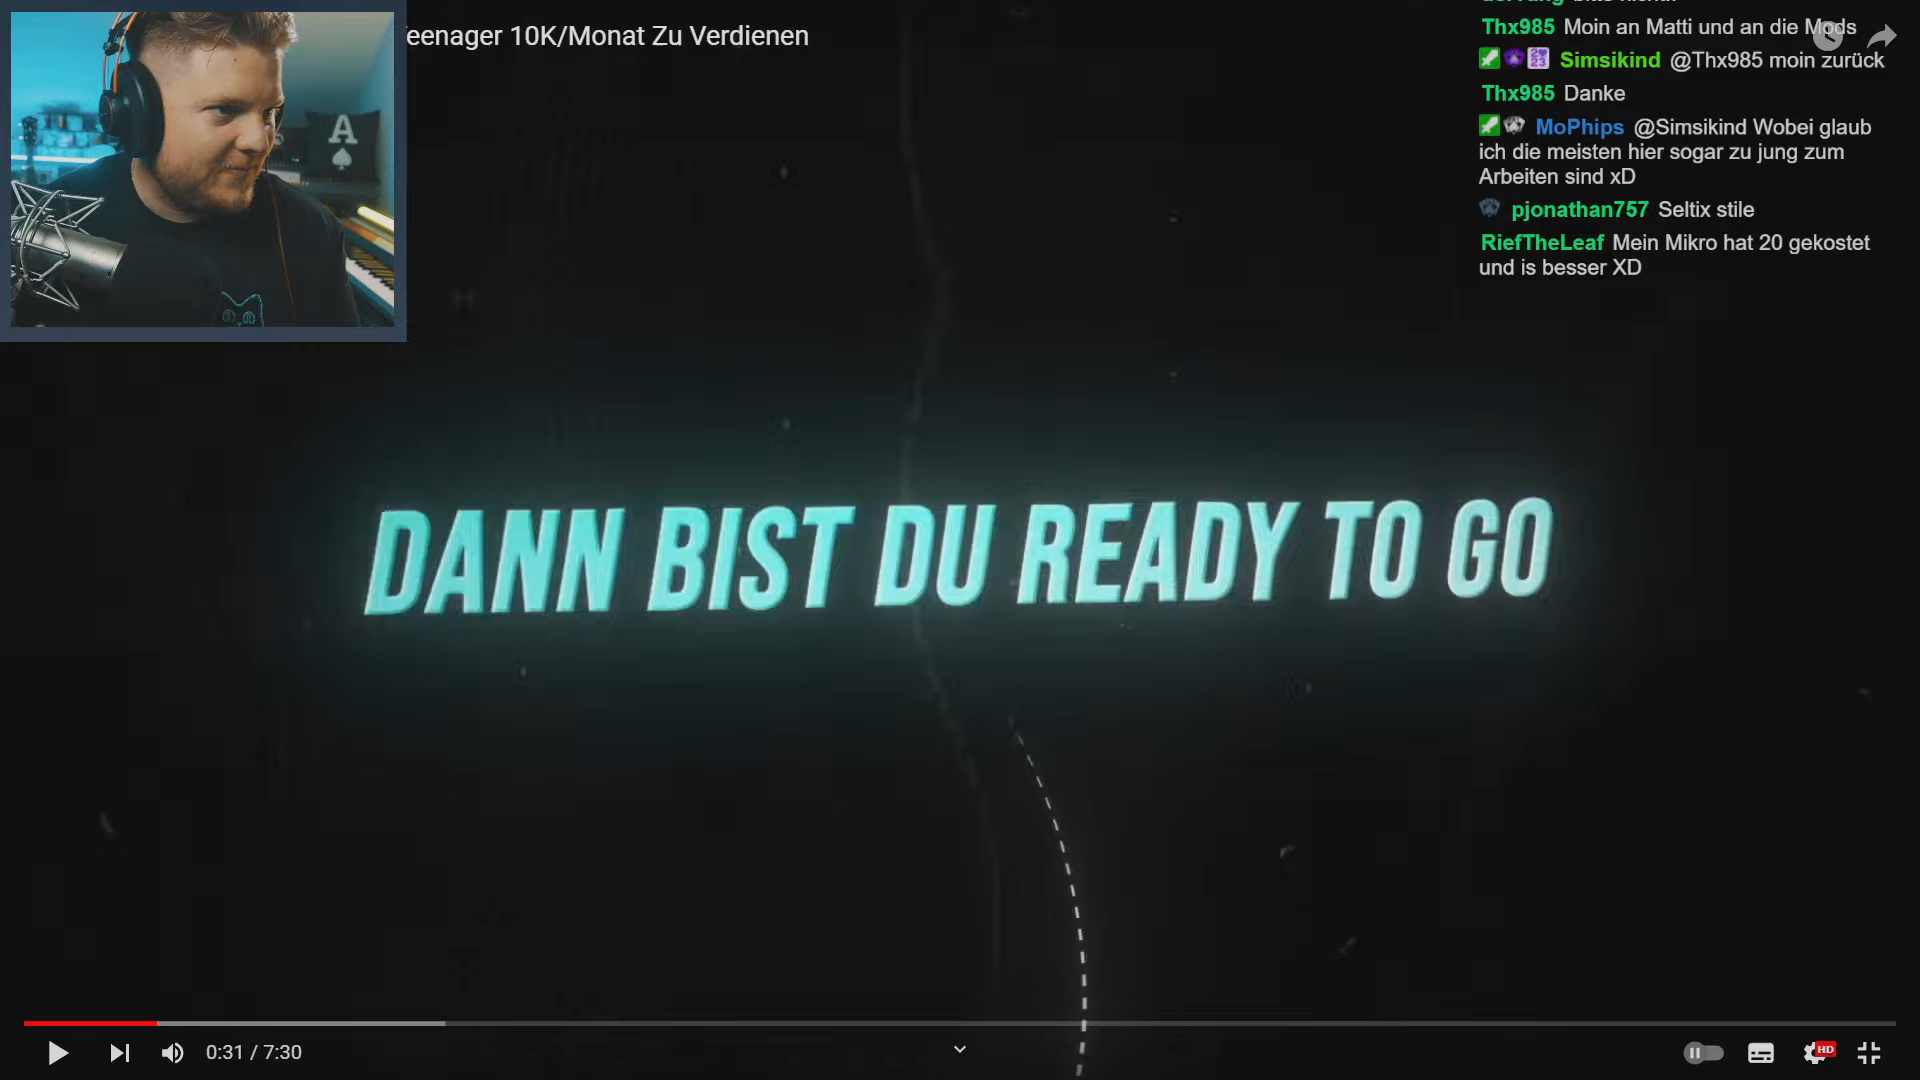 eenager 10K/Monat Zu Verdienen
Thx985 Moin an Matti und an die Mods
Simsikind @Thx985 moin zurück
Thx985 Danke
MoPhips @Simsikind Wobei glaub
ich die meisten hier sogar zu jung zum
Arbeiten sind xD
pjonathan757 Seltix stile
RiefTheLeaf Mein Mikro hat 20 gekostet
und is besser XD
A
DANN BIST DU READY TO GO
0:31 / 7:30
HD